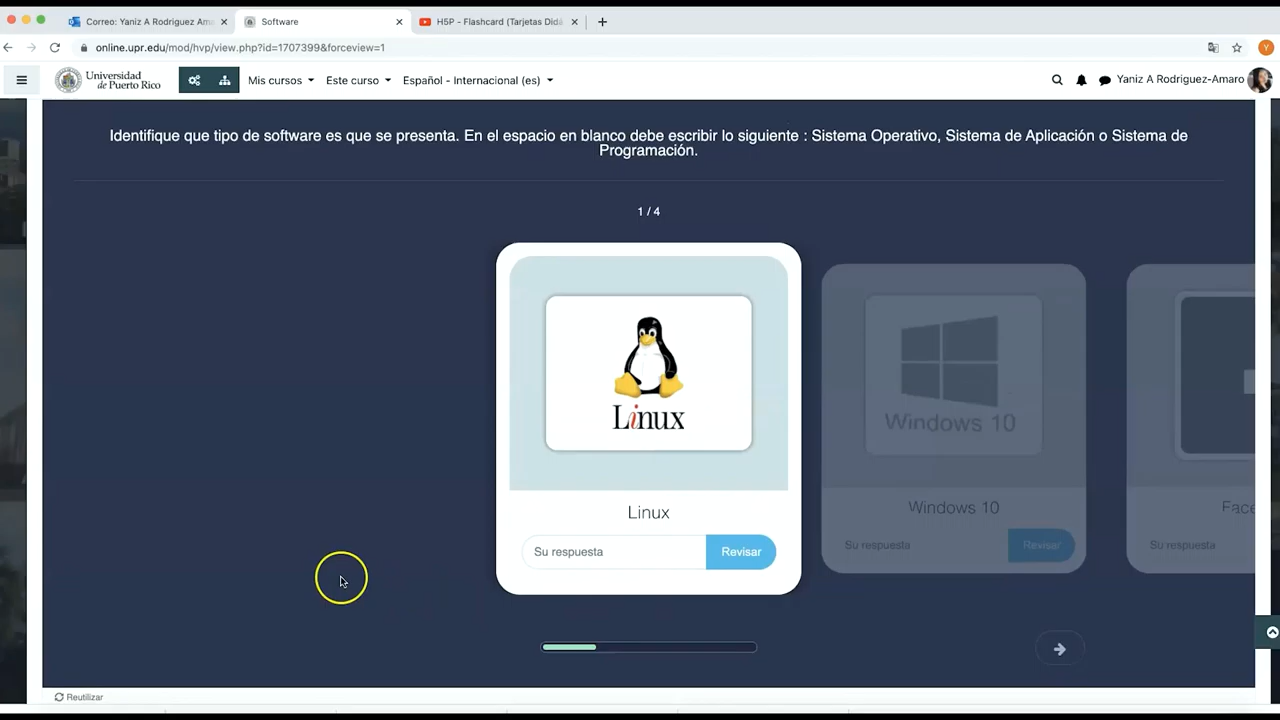 Correo: Yaniz A Rodriguez Ama
Software
H5P - Flashcard (Tarjetas Didá
online.upr.edu/mod/hvp/view.php?id=1707399&forceview=1
Universidad
de Puerto Rico
Mis cursos
Este curso
Español - Internacional (es)
Yaniz A Rodriguez-Amaro
Identifique que tipo de software es que se presenta. En el espacio en blanco debe escribir lo siguiente : Sistema Operativo, Sistema de Aplicación o Sistema de
Programación.
1 / 4
Linux
Linux
Su respuesta
Revisar
Windows 10
Windows 10
Su respuesta
Revisar
Face
Su respuesta
Reutilizar
Y